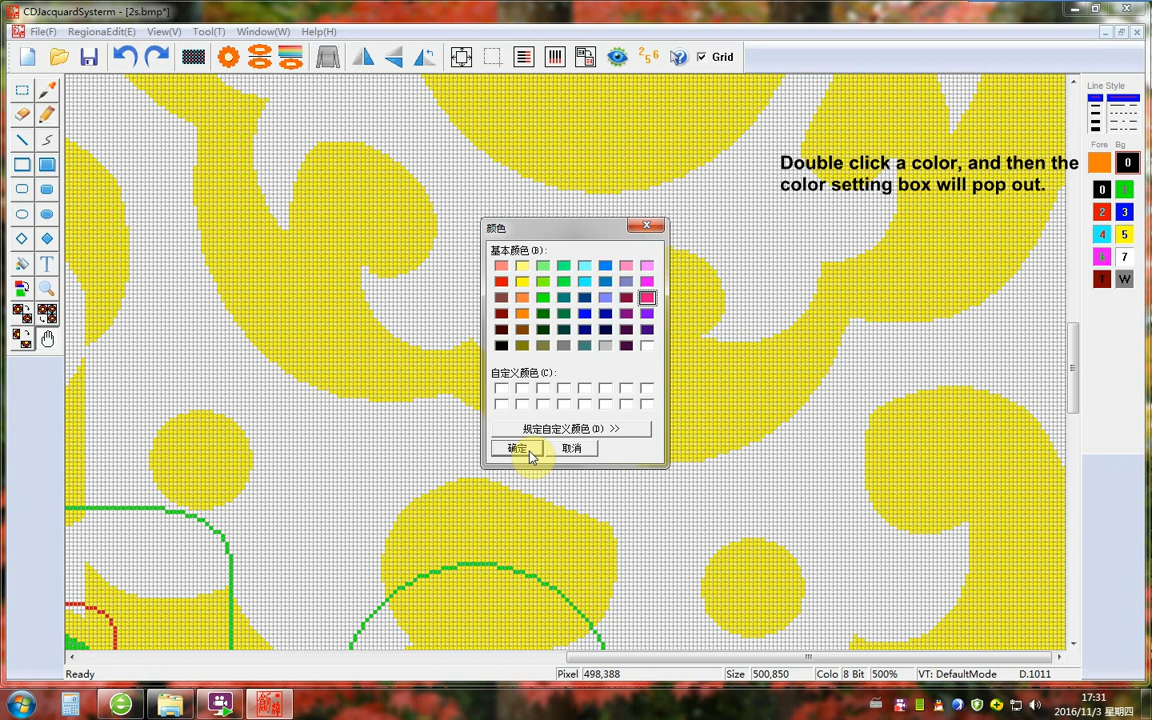 CDJacquardSysterm - [2s.bmp*]
File(F) RegionaEdit(E) View(V) Tool(T) Window(W) Help(H)
2 5 6 Grid
Line Style
Fore Bg
0
0 1
2 3
4 5
6 7
T W
Double click a color, and then the
color setting box will pop out.
颜色
基本颜色(B):
自定义颜色(C):
规定自定义颜色(D) >>
确定 取消
T
Ready Pixel 498,388 Size 500,850 Colo 8 Bit 500% VT: DefaultMode D.1011
17:31
2016/11/3 星期四